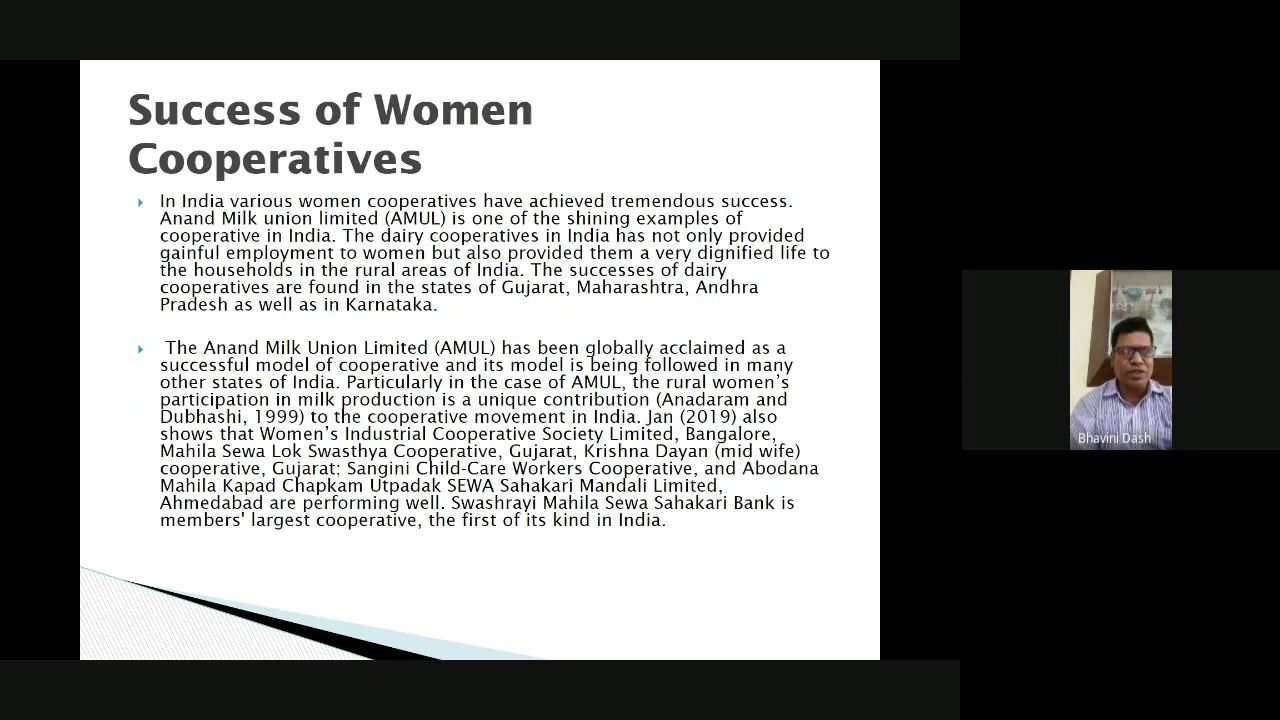 Success of Women
Cooperatives
In India various women cooperatives have achieved tremendous success.
Anand Milk union limited (AMUL) is one of the shining examples of
cooperative in India. The dairy cooperatives in India has not only provided
gainful employment to women but also provided them a very dignified life to
the households in the rural areas of India. The successes of dairy
cooperatives are found in the states of Gujarat, Maharashtra, Andhra
Pradesh as well as in Karnataka.
The Anand Milk Union Limited (AMUL) has been globally acclaimed as a
successful model of cooperative and its model is being followed in many
other states of India. Particularly in the case of AMUL, the rural women's
participation in milk production is a unique contribution (Anadaram and
Dubhashi, 1999) to the cooperative movement in India. Jan (2019) also
shows that Women's Industrial Cooperative Society Limited, Bangalore,
Mahila Sewa Lok Swasthya Cooperative, Gujarat, Krishna Dayan (mid wife)
cooperative, Gujarat; Sangini Child-Care Workers Cooperative, and Abodana
Mahila Kapad Chapkam Utpadak SEWA Sahakari Mandali Limited,
Ahmedabad are performing well. Swashrayi Mahila Sewa Sahakari Bank is
members' largest cooperative, the first of its kind in India.
Bhavini Dash